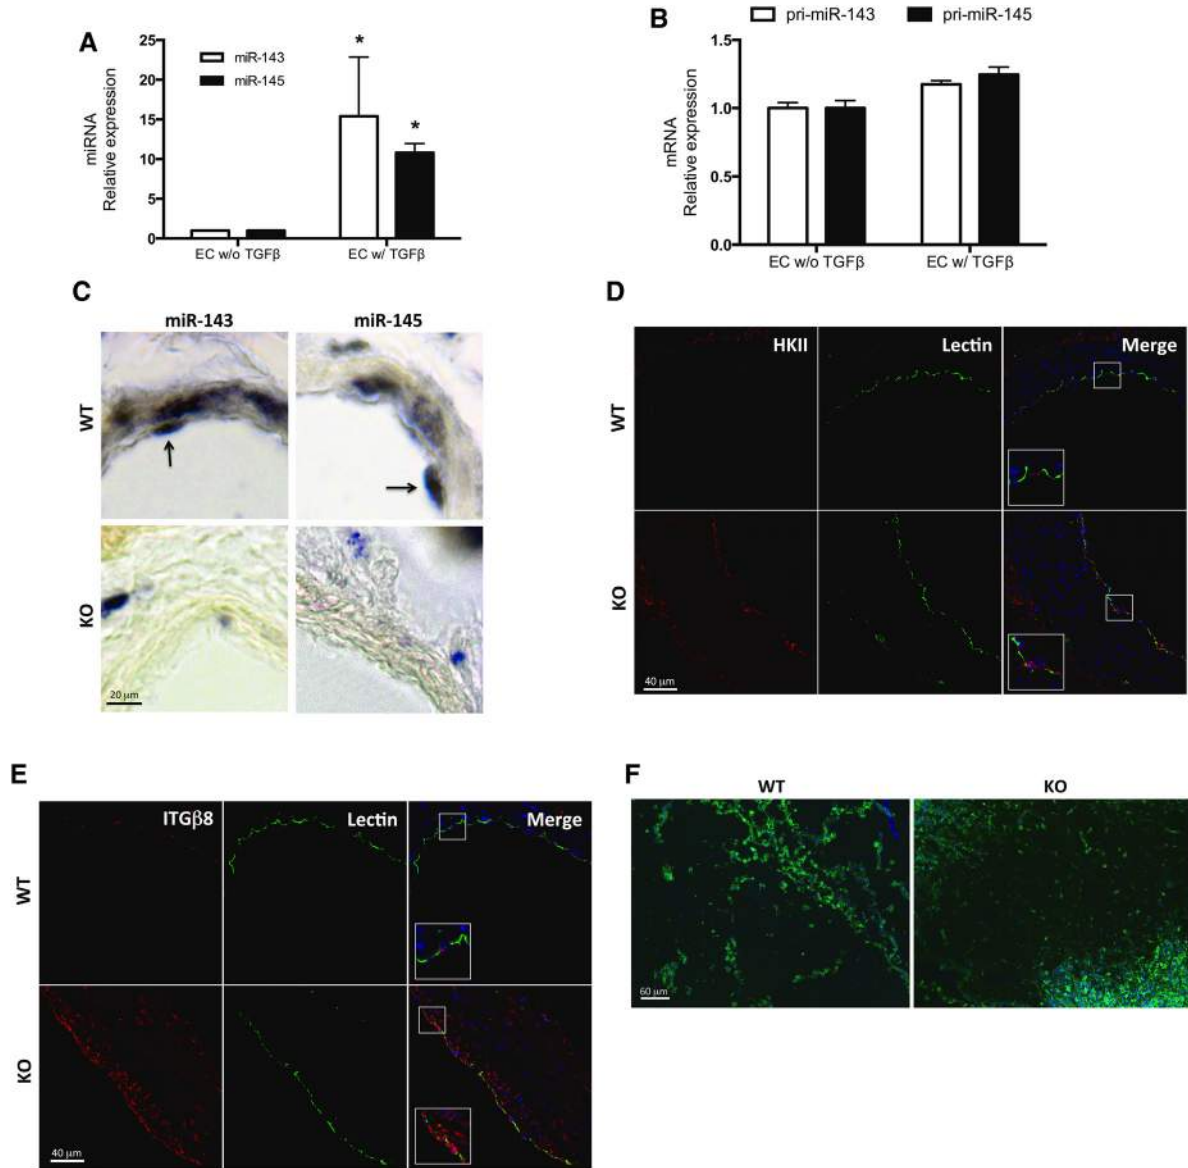 A
25
20
15
10
5
0
miRNA
Relative expression
miR-143
miR-145
*
*
EC w/o TGFβ
EC w/ TGFβ
B
pri-miR-143
pri-miR-145
1.5
1.0
0.5
0.0
mRNA
Relative expression
EC w/o TGFβ
EC w/ TGFβ
C
miR-143
miR-145
WT
KO
20 μm
D
HKII
Lectin
Merge
WT
KO
40 μm
E
ITGβ8
Lectin
Merge
WT
KO
40 μm
F
WT
KO
60 μm